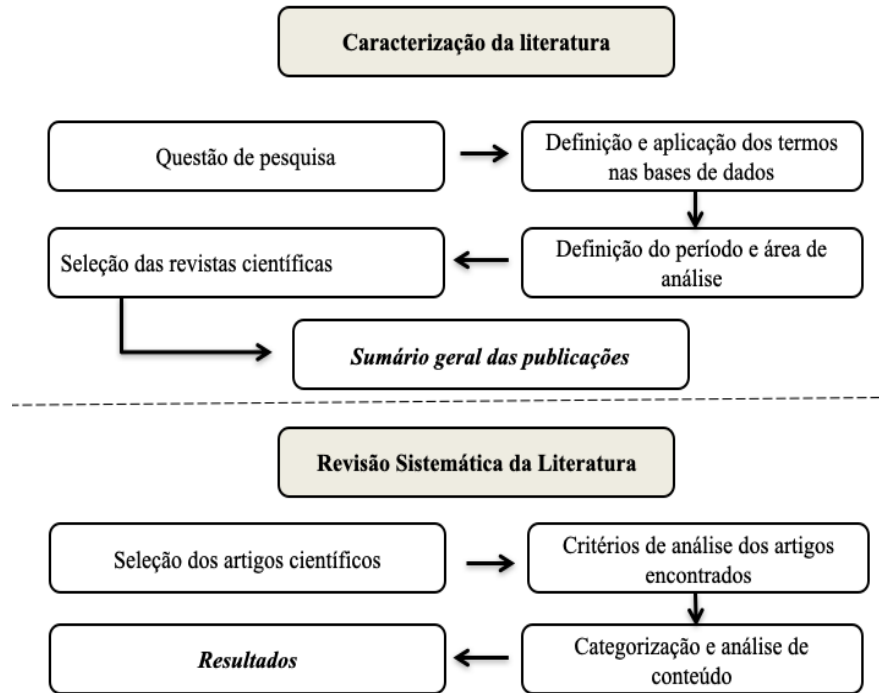 Caracterização da literatura
Questão de pesquisa
Definição e aplicação dos termos
nas bases de dados
Definição do período e área de
análise
Seleção das revistas científicas
Sumário geral das publicações
Revisão Sistemática da Literatura
Seleção dos artigos científicos
Critérios de análise dos artigos
encontrados
Categorização e análise de
conteúdo
Resultados